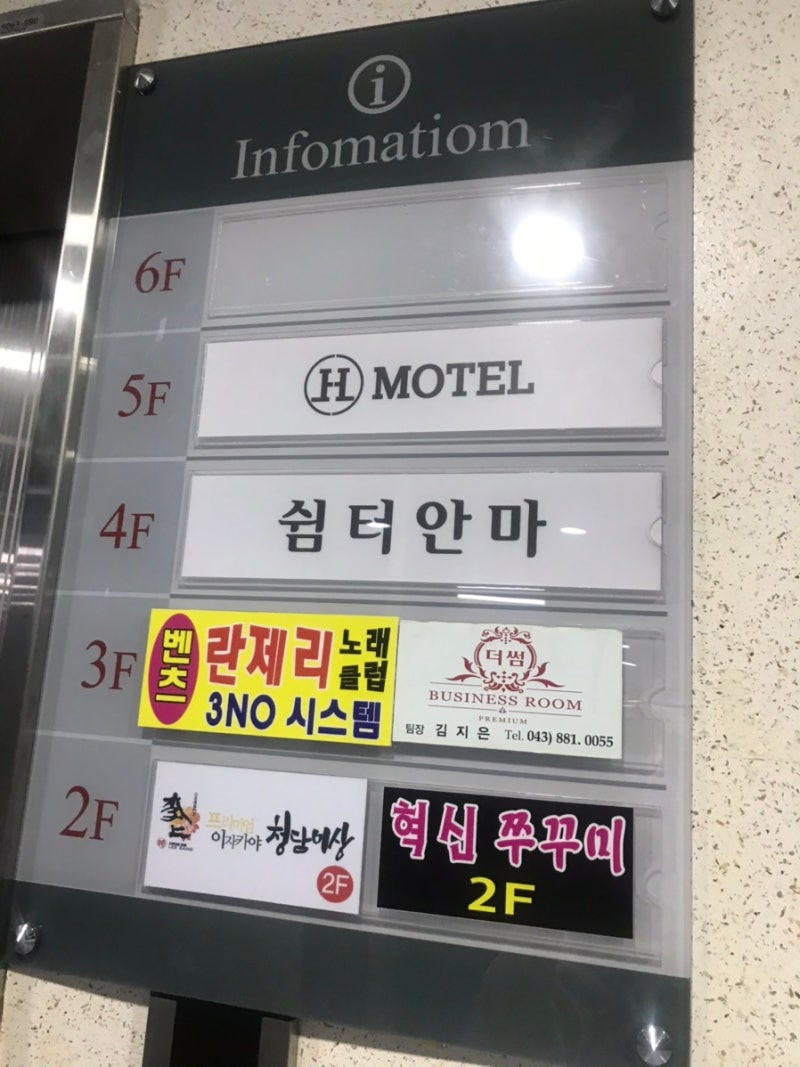 i
Infomatiom
6F
5F
H MOTEL
4F
쉼터안마
3F
벤츠 란제리 노래클럽
3NO 시스템
더썸
BUSINESS ROOM
PREMIUM
팀장 김지은 Tel. 043) 881. 0055
2F
프리미엄
이자카야 청담이상
2F
혁신 쭈꾸미
2F